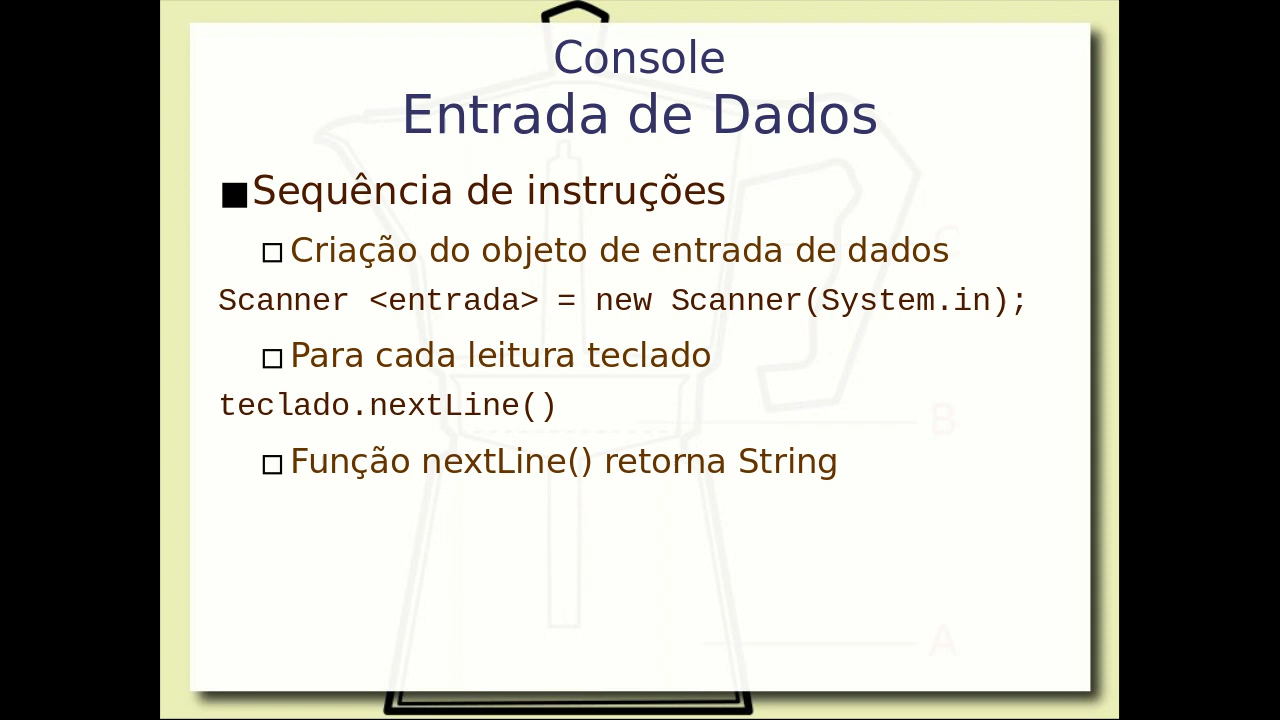 Console
Entrada de Dados
Sequência de instruções
Criação do objeto de entrada de dados
Scanner <entrada> = new Scanner(System.in);
Para cada leitura teclado
teclado.nextLine()
Função nextLine() retorna String
C
B
A